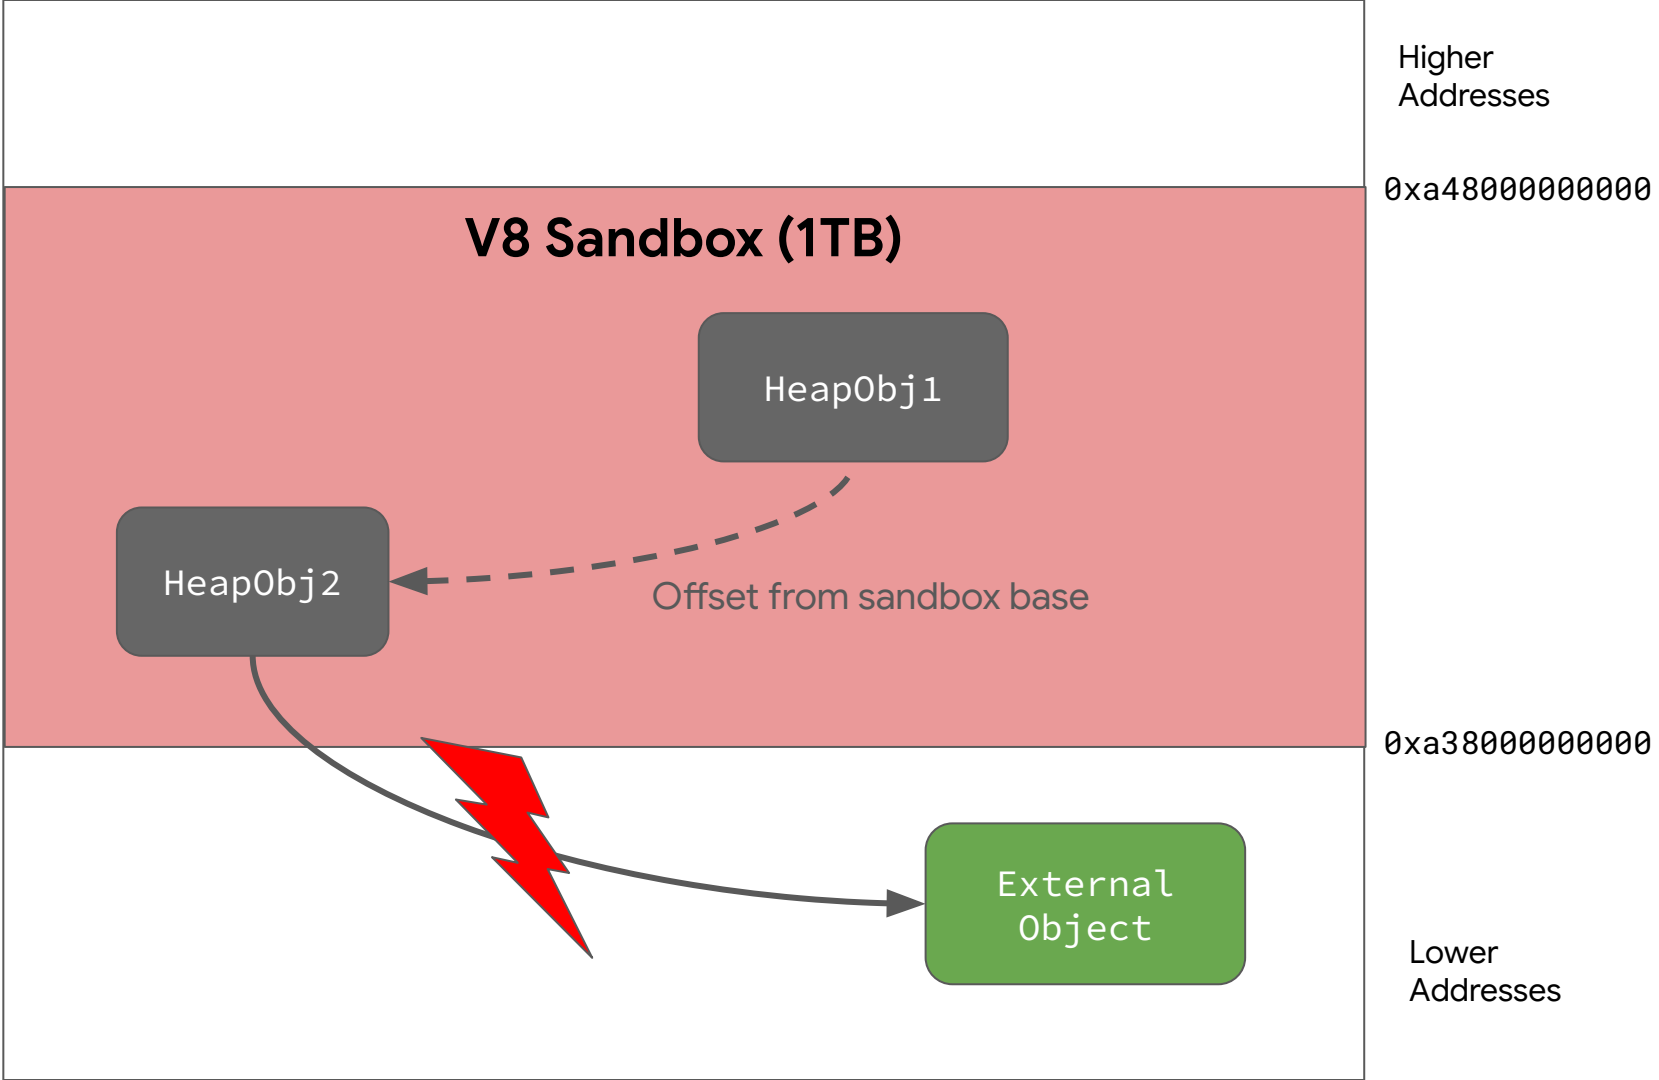 Higher
Addresses
0xa48000000000
V8 Sandbox (1TB)
HeapObj1
HeapObj2
Offset from sandbox base
0xa38000000000
External
Object
Lower
Addresses